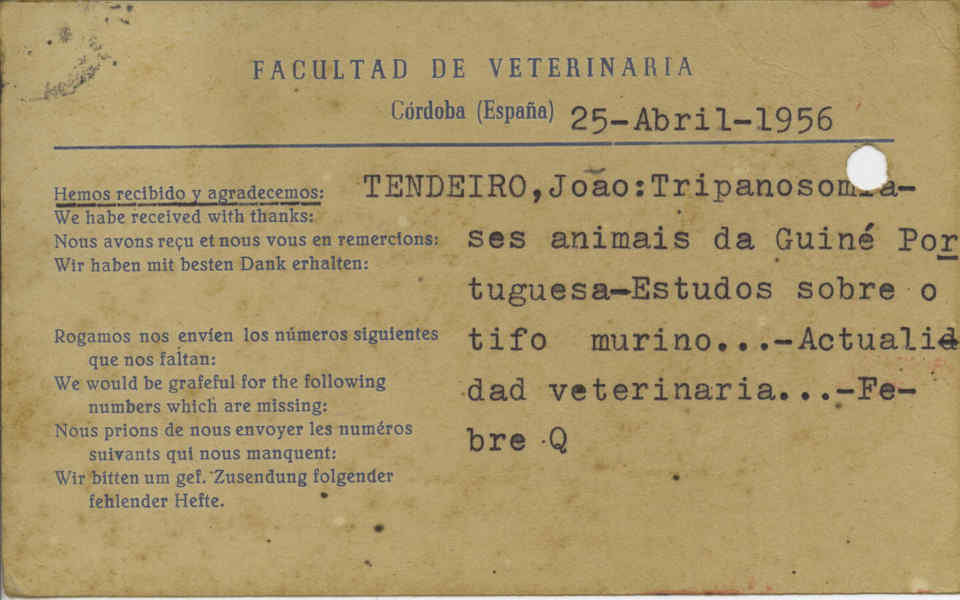 FACULTAD DE VETERINARIA
Córdoba (España) 25-Abril-1956
Hemos recibido y agradecemos: TENDEIRO,João:Tripanosomia-
We habe received with thanks:
Nous avons reçu et nous vous en remercions: ses animais da Guiné Por
Wir haben mit besten Dank erhalten:
tuguesa-Estudos sobre o
Rogamos nos envíen los números siguientes tifo murino...-Actualid
que nos faltan:
We would be grafeful for the following dad veterinaria...-Fe-
numbers which are missing:
Nous prions de nous envoyer les numéros bre Q
suivants qui nous manquent:
Wir bitten um gef. Zusendung folgender
fehlender Hefte.